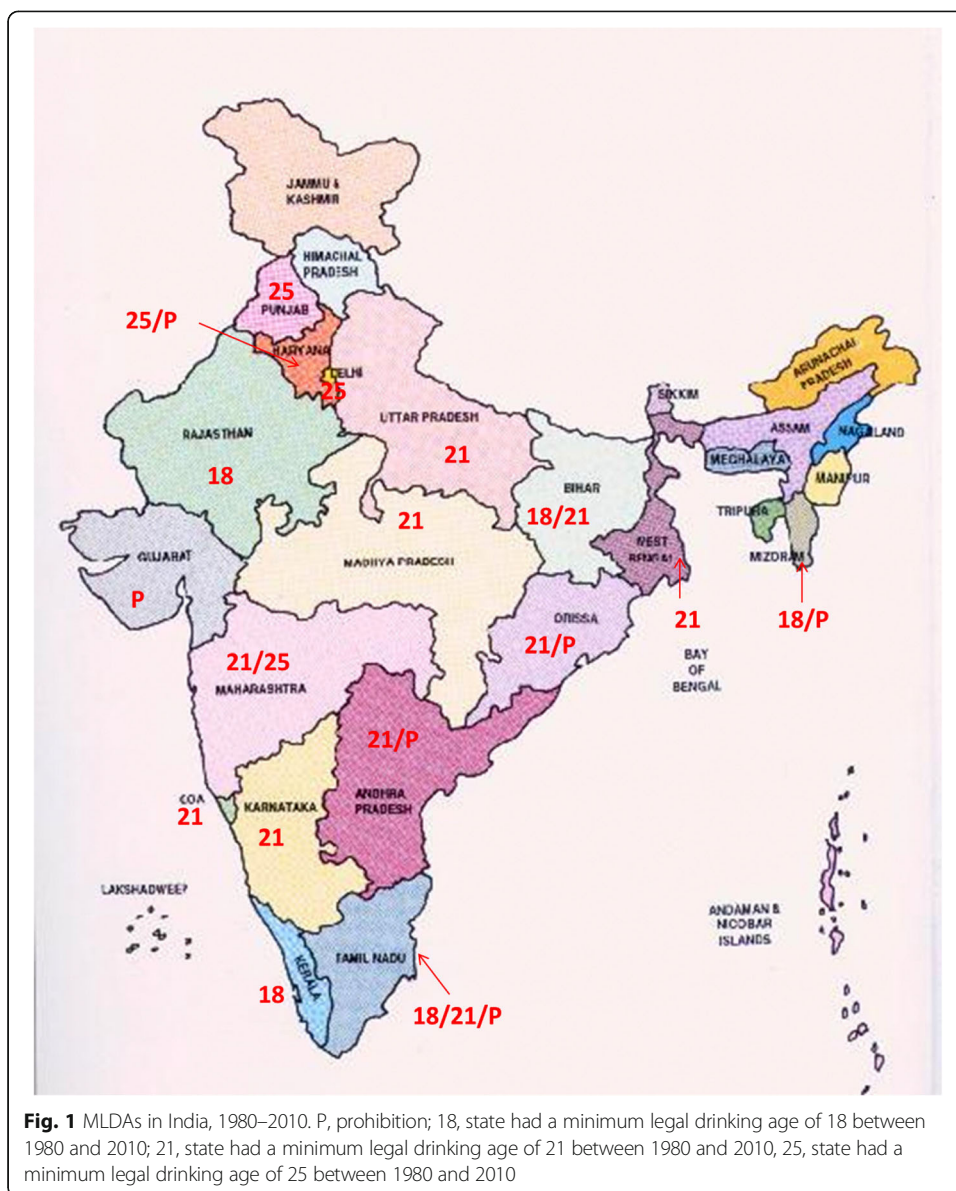 JAMMU &
KASHMIR
HIMACHAL
PRADESH
25
PUNJAB
25/P
HARYANA
DELHI
25
ARUNACHAL
PRADESH
SIKKIM
UTTAR PRADESH
ASSAM
NAGALAND
RAJASTHAN
21
MEGHALAYA
18
BIHAR
MANIPUR
18/21
21
TRIPURA
WEST
BENGAL
GUJARAT
MADHYA PRADESH
MIZORAM
P
21
18/P
ORISSA
21/P
BAY
OF
BENGAL
21/25
MAHARASHTRA
21/P
ANDHRA
PRADESH
GOA
21
KARNATAKA
21
LAKSHADWEEP
ANDAMAN &
NICOBAR
ISLANDS
KERALA
TAMIL NADU
18
18/21/P
Fig. 1 MLDAs in India, 1980–2010. P, prohibition; 18, state had a minimum legal drinking age of 18 between
1980 and 2010; 21, state had a minimum legal drinking age of 21 between 1980 and 2010, 25, state had a
minimum legal drinking age of 25 between 1980 and 2010